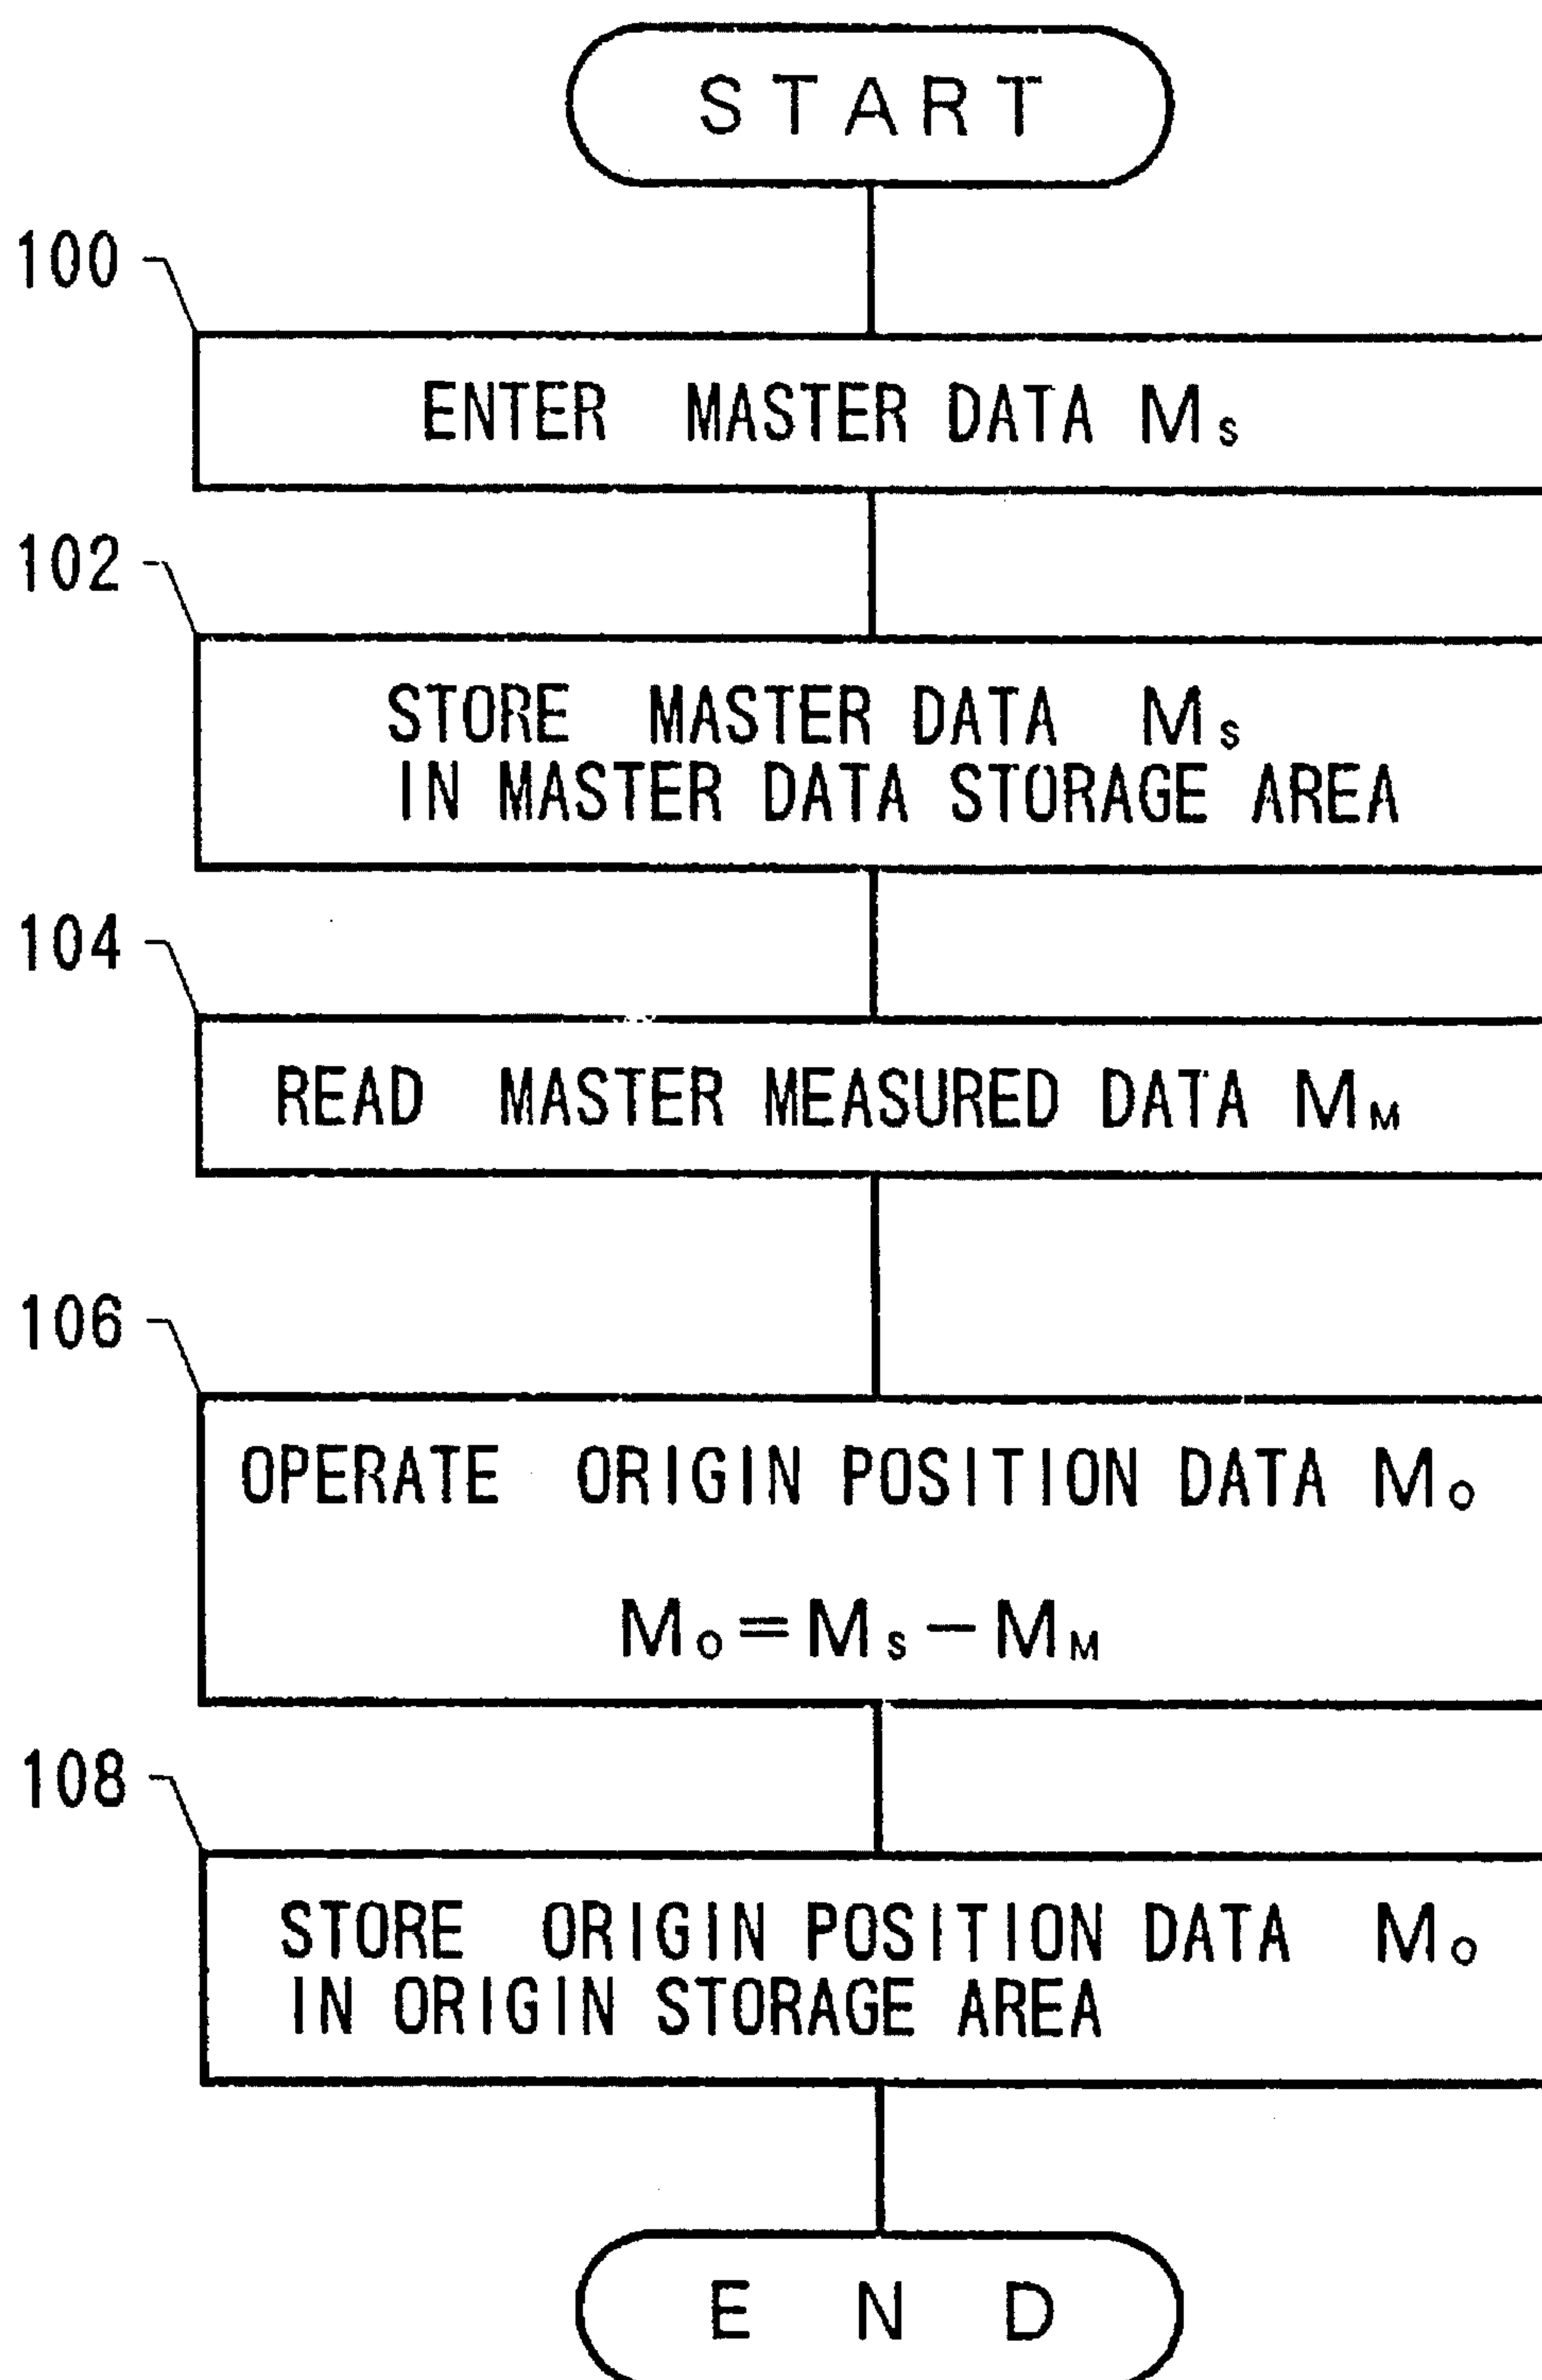 START
100
ENTER MASTER DATA Ms
102
STORE MASTER DATA Ms
IN MASTER DATA STORAGE AREA
104
READ MASTER MEASURED DATA MM
106
OPERATE ORIGIN POSITION DATA Mo
Mo=Ms-MM
108
STORE ORIGIN POSITION DATA Mo
IN ORIGIN STORAGE AREA
END